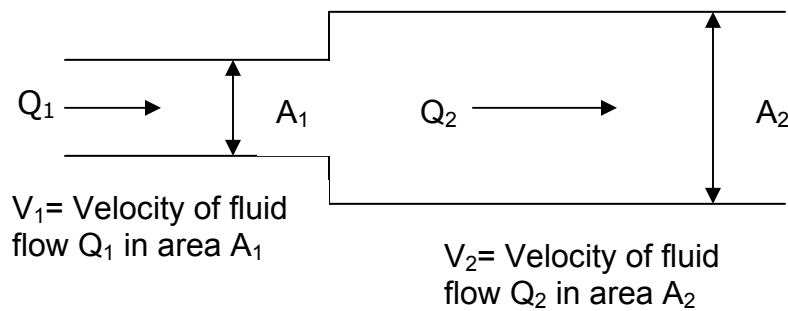 Q₁
A₁
Q₂
A₂
V₁= Velocity of fluid
flow Q₁ in area A₁
V₂= Velocity of fluid
flow Q₂ in area A₂